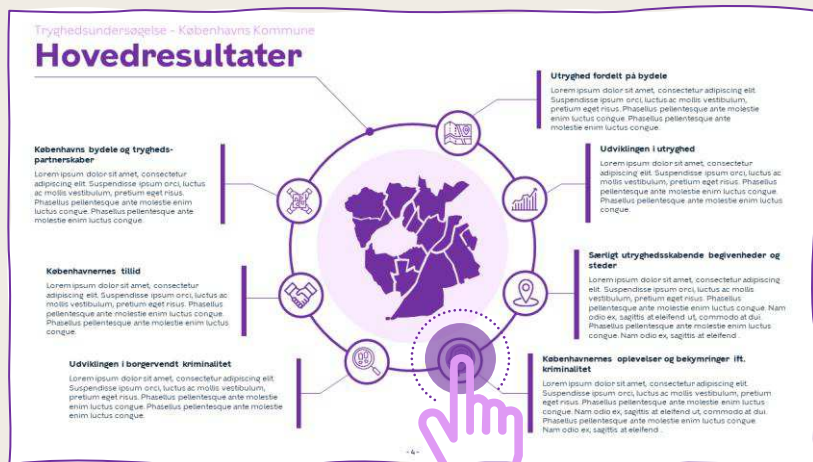 Tryghedsundersøgelse - Københavns Kommune
Hovedresultater
Utryghed fordelt på bydele
Lorem ipsum dolor sit amet, consectetur adipiscing elit.
Suspendisse ipsum orci, luctus ac mollis vestibulum,
pretium eget risus. Phasellus pellentesque ante molestie
enim luctus congue. Phasellus pellentesque ante
molestie enim luctus congue.
Københavns bydele og trygheds-
partnerskaber
Lorem ipsum dolor sit amet, consectetur
adipiscing elit. Suspendisse ipsum orci, luctus
ac mollis vestibulum, pretium eget risus.
Phasellus pellentesque ante molestie enim
luctus congue. Phasellus pellentesque ante
molestie enim luctus congue.
Udviklingen i utryghed
Lorem ipsum dolor sit amet, consectetur
adipiscing elit. Suspendisse ipsum orci, luctus ac
mollis vestibulum, pretium eget risus. Phasellus
pellentesque ante molestie enim luctus congue.
Phasellus pellentesque ante molestie enim luctus
congue.
Særligt utryghedsskabende begivenheder og
steder
Lorem ipsum dolor sit amet, consectetur
adipiscing elit. Suspendisse ipsum orci, luctus ac mollis
vestibulum, pretium eget risus. Phasellus
pellentesque ante molestie enim luctus congue. Nam
odio ex, sagittis at eleifend ut, commodo at dui.
Phasellus pellentesque ante molestie enim luctus
congue. Nam odio ex, sagittis at eleifend .
Københavnernes tillid
Lorem ipsum dolor sit amet, consectetur
adipiscing elit. Suspendisse ipsum orci, luctus ac
mollis vestibulum, pretium eget risus. Phasellus
pellentesque ante molestie enim luctus congue.
Phasellus pellentesque ante molestie enim luctus
congue.
Udviklingen i borgervendt kriminalitet
Lorem ipsum dolor sit amet, consectetur adipiscing elit.
Suspendisse ipsum orci, luctus ac mollis vestibulum,
pretium eget risus. Phasellus pellentesque ante molestie
enim luctus congue. Phasellus pellentesque ante molestie
enim luctus congue.
Københavnernes oplevelser og bekymringer ift.
kriminalitet
Lorem ipsum dolor sit amet, consectetur adipiscing elit.
Suspendisse ipsum orci, luctus ac mollis vestibulum, pretium
eget risus. Phasellus pellentesque ante molestie enim luctus
congue. Nam odio ex, sagittis at eleifend ut, commodo at dui.
Phasellus pellentesque ante molestie enim luctus congue.
Nam odio ex, sagittis at eleifend .
- 4 -